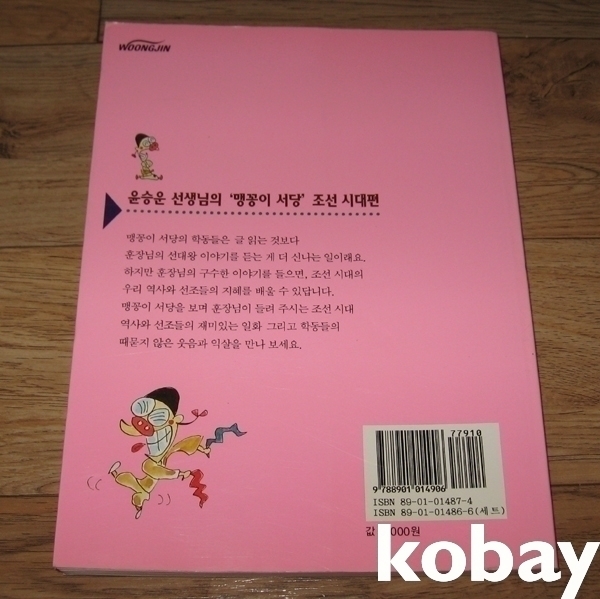 WOONGJIN
윤승운 선생님의 '맹꽁이 서당' 조선 시대편
맹꽁이 서당의 학동들은 글 읽는 것보다
훈장님의 선대왕 이야기를 듣는 게 더 신나는 일이래요.
하지만 훈장님의 구수한 이야기를 들으면, 조선 시대의
우리 역사와 선조들의 지혜를 배울 수 있답니다.
맹꽁이 서당을 보며 훈장님이 들려 주시는 조선 시대
역사와 선조들의 재미있는 일화 그리고 학동들의
때묻지 않은 웃음과 익살을 만나 보세요.
77910
9 788901 014906
ISBN 89-01-01487-4
ISBN 89-01-01486-6(세트)
값 000원
kobay